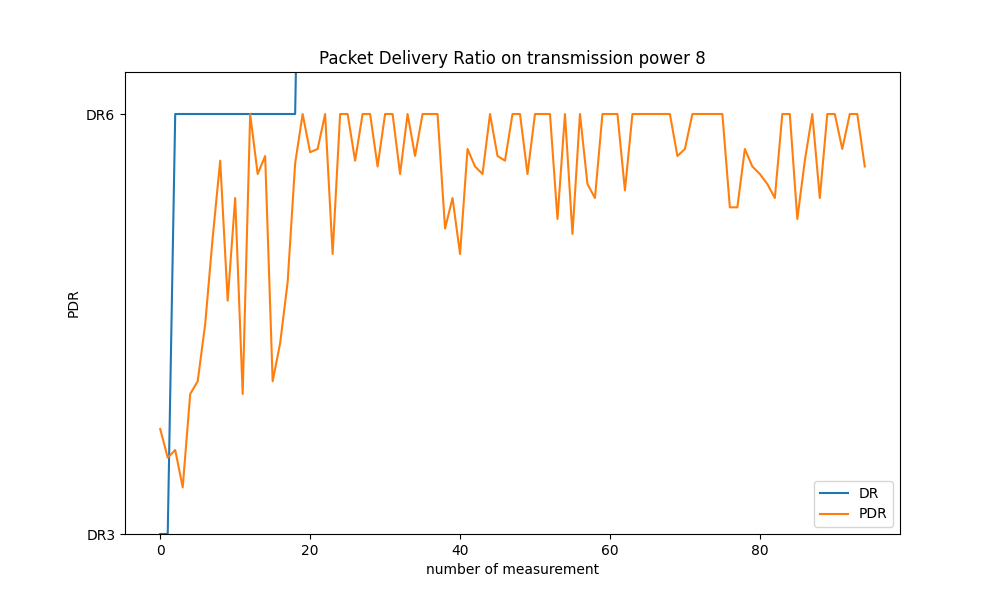 Packet Delivery Ratio on transmission power 8
DR6
PDR
DR3
0 20 40 60 80
number of measurement
DR
PDR